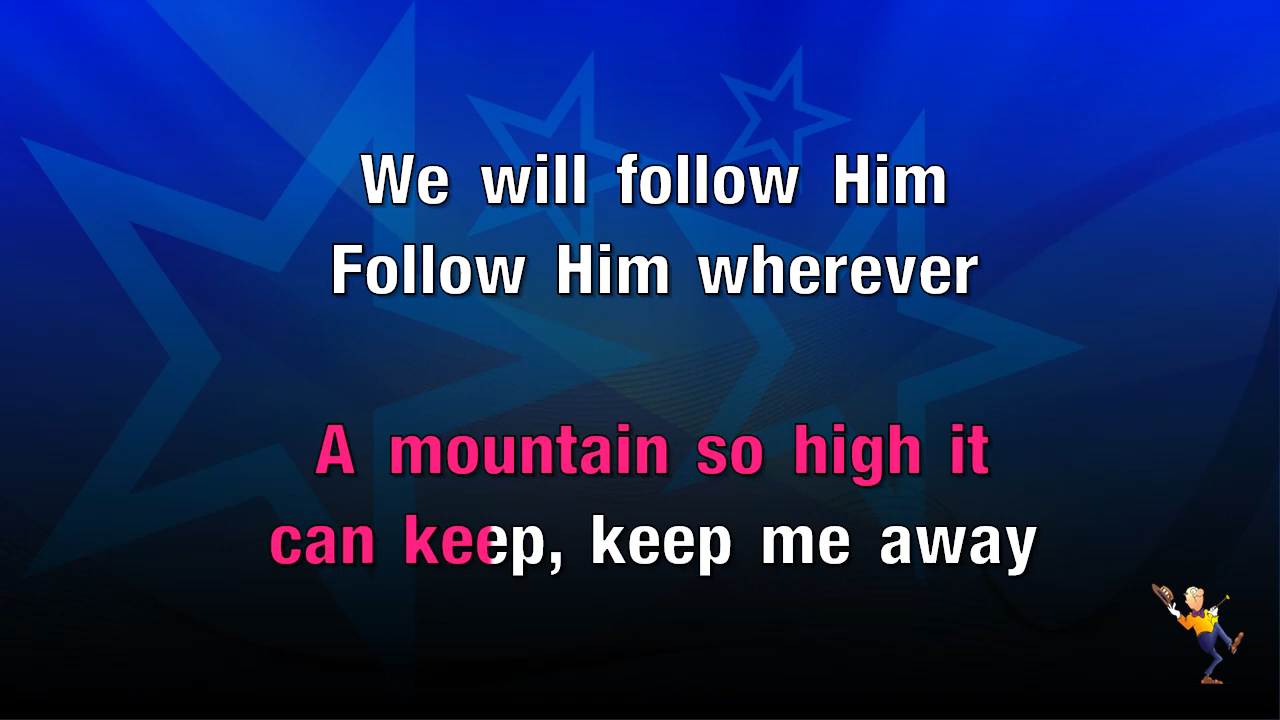 We will follow Him
Follow Him wherever
A mountain so high it
can keep, keep me away